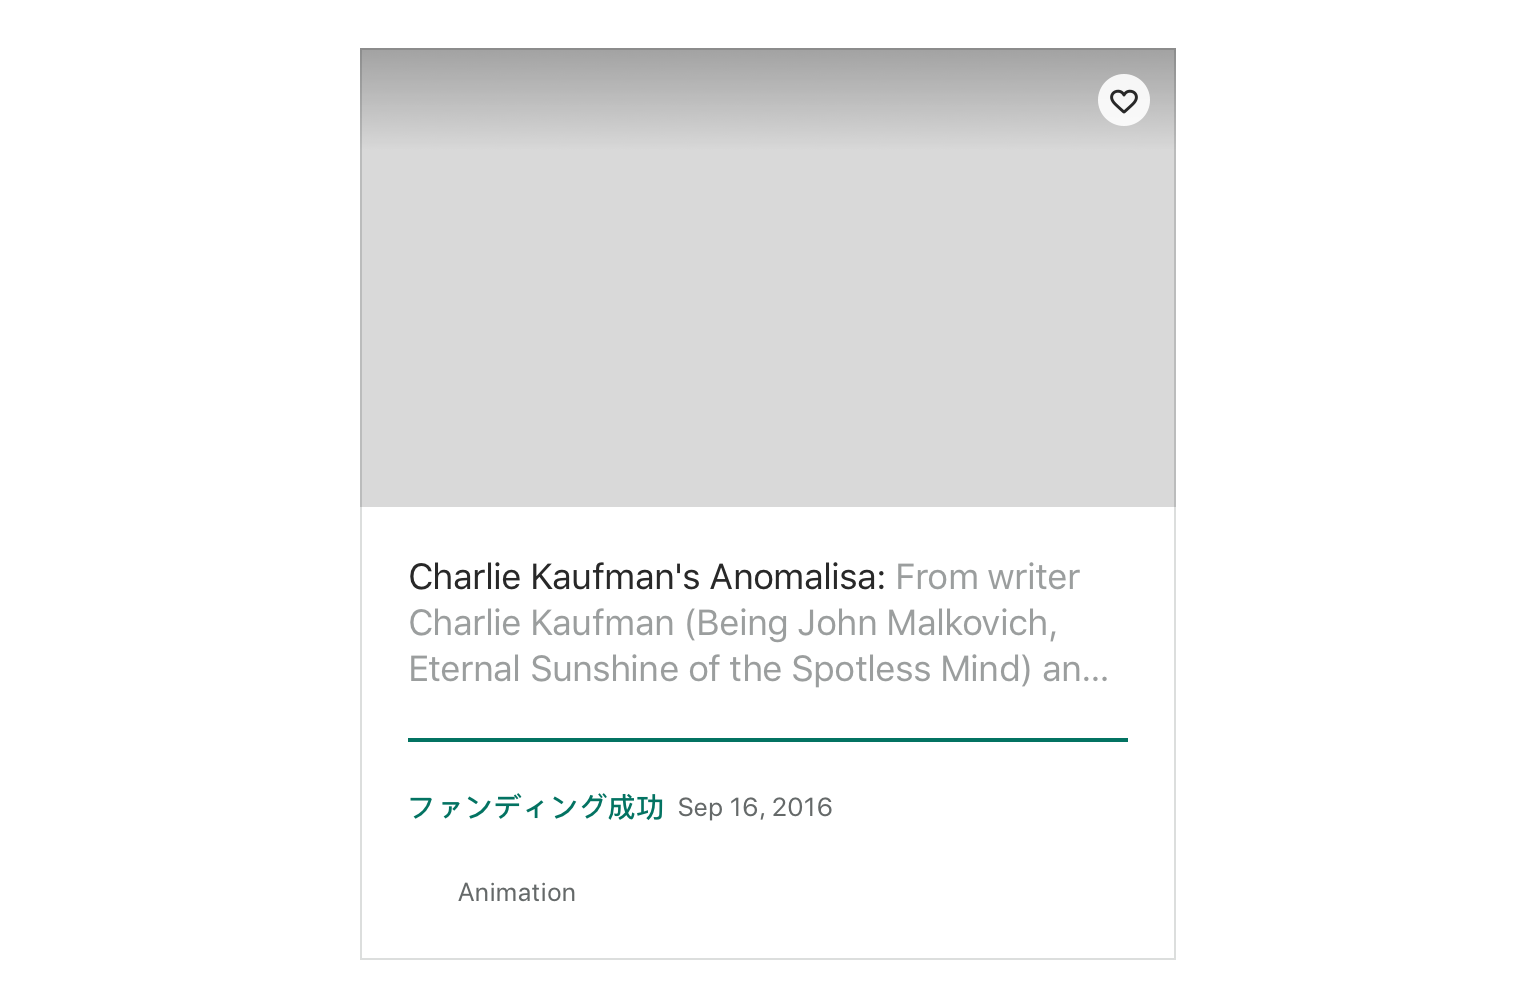 Charlie Kaufman's Anomalisa: From writer
Charlie Kaufman (Being John Malkovich,
Eternal Sunshine of the Spotless Mind) an...
ファンディング成功 Sep 16, 2016
Animation